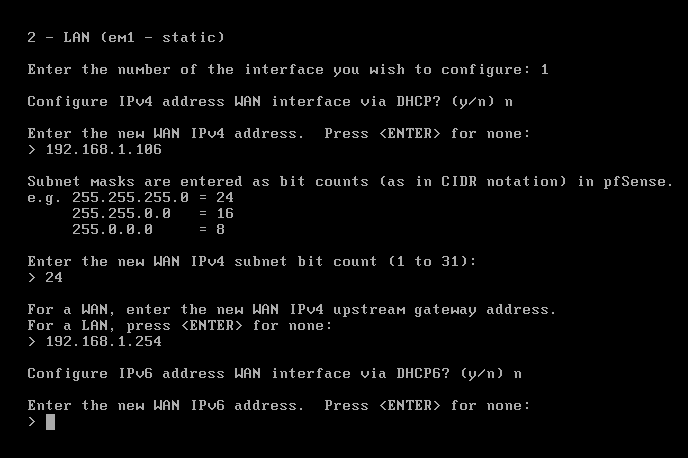 2 - LAN (em1 - static)
Enter the number of the interface you wish to configure: 1
Configure IPv4 address WAN interface via DHCP? (y/n) n
Enter the new WAN IPv4 address.  Press <ENTER> for none:
> 192.168.1.106
Subnet masks are entered as bit counts (as in CIDR notation) in pfSense.
e.g. 255.255.255.0 = 24
     255.255.0.0   = 16
     255.0.0.0     = 8
Enter the new WAN IPv4 subnet bit count (1 to 31):
> 24
For a WAN, enter the new WAN IPv4 upstream gateway address.
For a LAN, press <ENTER> for none:
> 192.168.1.254
Configure IPv6 address WAN interface via DHCP6? (y/n) n
Enter the new WAN IPv6 address.  Press <ENTER> for none:
>